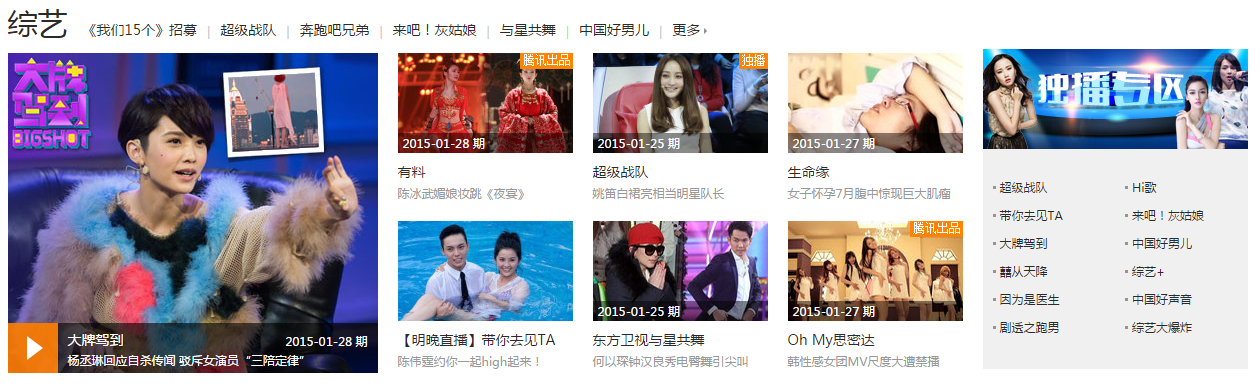 综艺
《我们15个》招募 | 超级战队 | 奔跑吧兄弟 | 来吧！灰姑娘 | 与星共舞 | 中国好男儿 | 更多
大牌
驾到
BIGSHOT
大牌驾到
2015-01-28 期
杨丞琳回应自杀传闻 驳斥女演员“三陪定律”
腾讯出品
2015-01-28 期
有料
陈冰武媚娘妆跳《夜宴》
独播
2015-01-25 期
超级战队
姚笛白裙亮相当明星队长
2015-01-27 期
生命缘
女子怀孕7月腹中惊现巨大肌瘤
【明晚直播】带你去见TA
陈伟霆约你一起high起来！
2015-01-25 期
东方卫视与星共舞
何以琛钟汉良秀电臀舞引尖叫
腾讯出品
2015-01-27 期
Oh My思密达
韩性感女团MV尺度大遭禁播
独播专区
超级战队
Hi歌
带你去见TA
来吧！灰姑娘
大牌驾到
中国好男儿
囍从天降
综艺+
因为是医生
中国好声音
剧透之跑男
综艺大爆炸